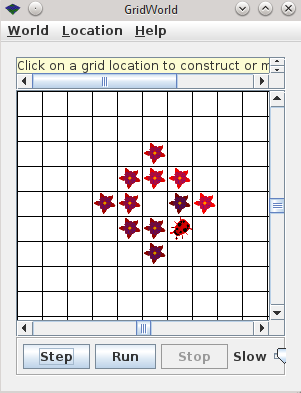 GridWorld
World Location Help
Click on a grid location to construct or m
Step Run Stop Slow